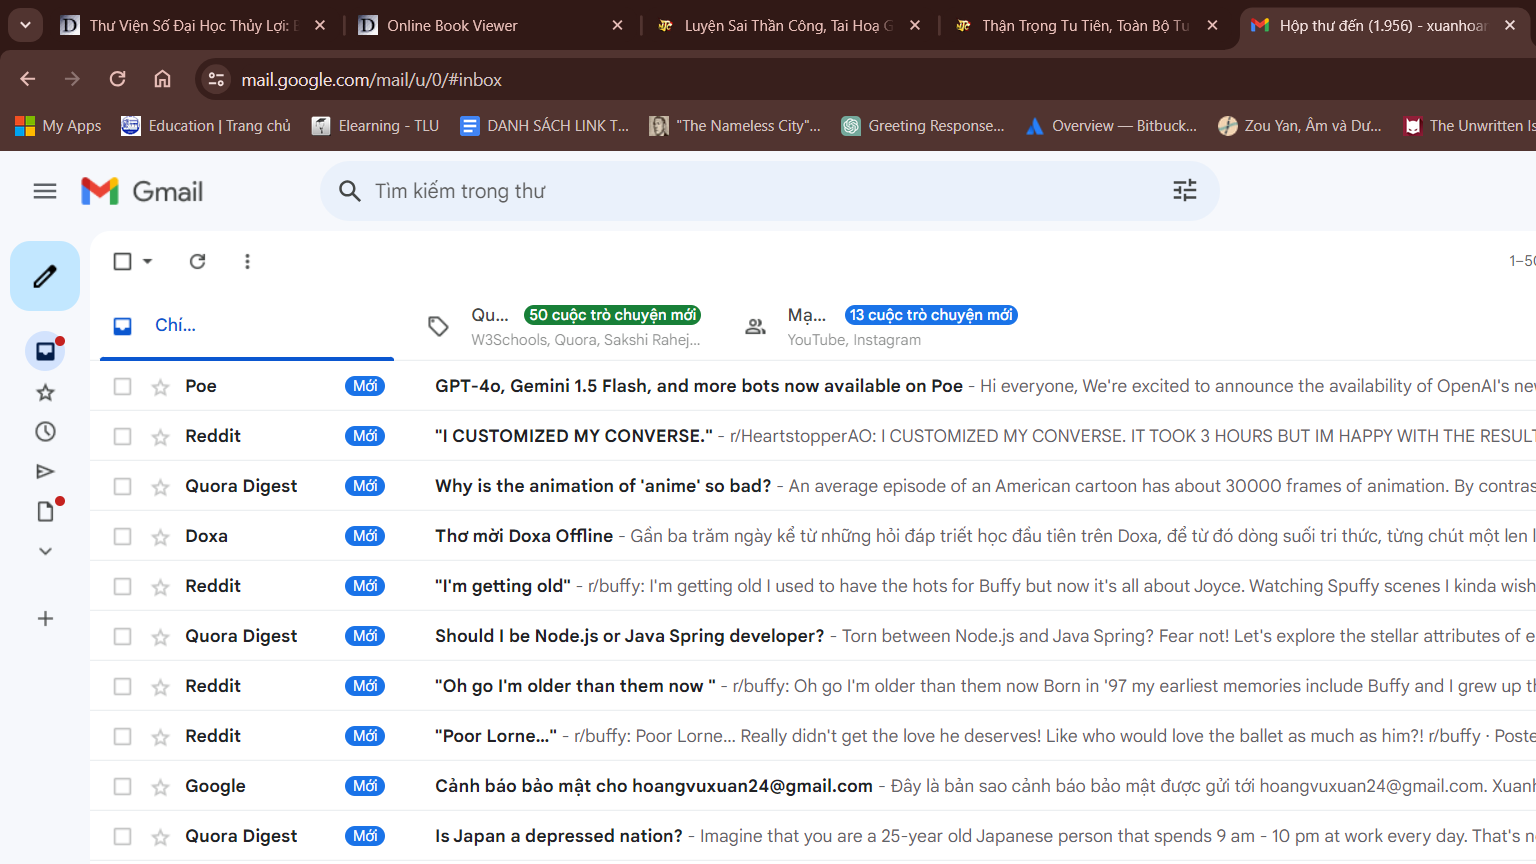 Thư Viện Số Đại Học Thủy Lợi: E
Online Book Viewer
Luyện Sai Thần Công, Tai Hoạ G
Thận Trọng Tu Tiên, Toàn Bộ Tu
Hộp thư đến (1.956) - xuanhoan
mail.google.com/mail/u/0/#inbox
My Apps
Education | Trang chủ
Elearning - TLU
DANH SÁCH LINK T...
"The Nameless City"...
Greeting Response...
Overview — Bitbuck...
Zou Yan, Âm và Dư...
The Unwritten Is
Gmail
Tìm kiếm trong thư
1–50
Chí...
Qu... 50 cuộc trò chuyện mới
W3Schools, Quora, Sakshi Rahej...
Mạ... 13 cuộc trò chuyện mới
YouTube, Instagram
Poe Mới GPT-4o, Gemini 1.5 Flash, and more bots now available on Poe - Hi everyone, We're excited to announce the availability of OpenAI's new
Reddit Mới "I CUSTOMIZED MY CONVERSE." - r/HeartstopperAO: I CUSTOMIZED MY CONVERSE. IT TOOK 3 HOURS BUT IM HAPPY WITH THE RESULT
Quora Digest Mới Why is the animation of 'anime' so bad? - An average episode of an American cartoon has about 30000 frames of animation. By contras
Doxa Mới Thơ mời Doxa Offline - Gần ba trăm ngày kể từ những hỏi đáp triết học đầu tiên trên Doxa, để từ đó dòng suối tri thức, từng chút một len l
Reddit Mới "I'm getting old" - r/buffy: I'm getting old I used to have the hots for Buffy but now it's all about Joyce. Watching Spuffy scenes I kinda wish
Quora Digest Mới Should I be Node.js or Java Spring developer? - Torn between Node.js and Java Spring? Fear not! Let's explore the stellar attributes of e
Reddit Mới "Oh go I'm older than them now " - r/buffy: Oh go I'm older than them now Born in '97 my earliest memories include Buffy and I grew up th
Reddit Mới "Poor Lorne..." - r/buffy: Poor Lorne... Really didn't get the love he deserves! Like who would love the ballet as much as him?! r/buffy · Poste
Google Mới Cảnh báo bảo mật cho hoangvuxuan24@gmail.com - Đây là bản sao cảnh báo bảo mật được gửi tới hoangvuxuan24@gmail.com. Xuanh
Quora Digest Mới Is Japan a depressed nation? - Imagine that you are a 25-year old Japanese person that spends 9 am - 10 pm at work every day. That's n